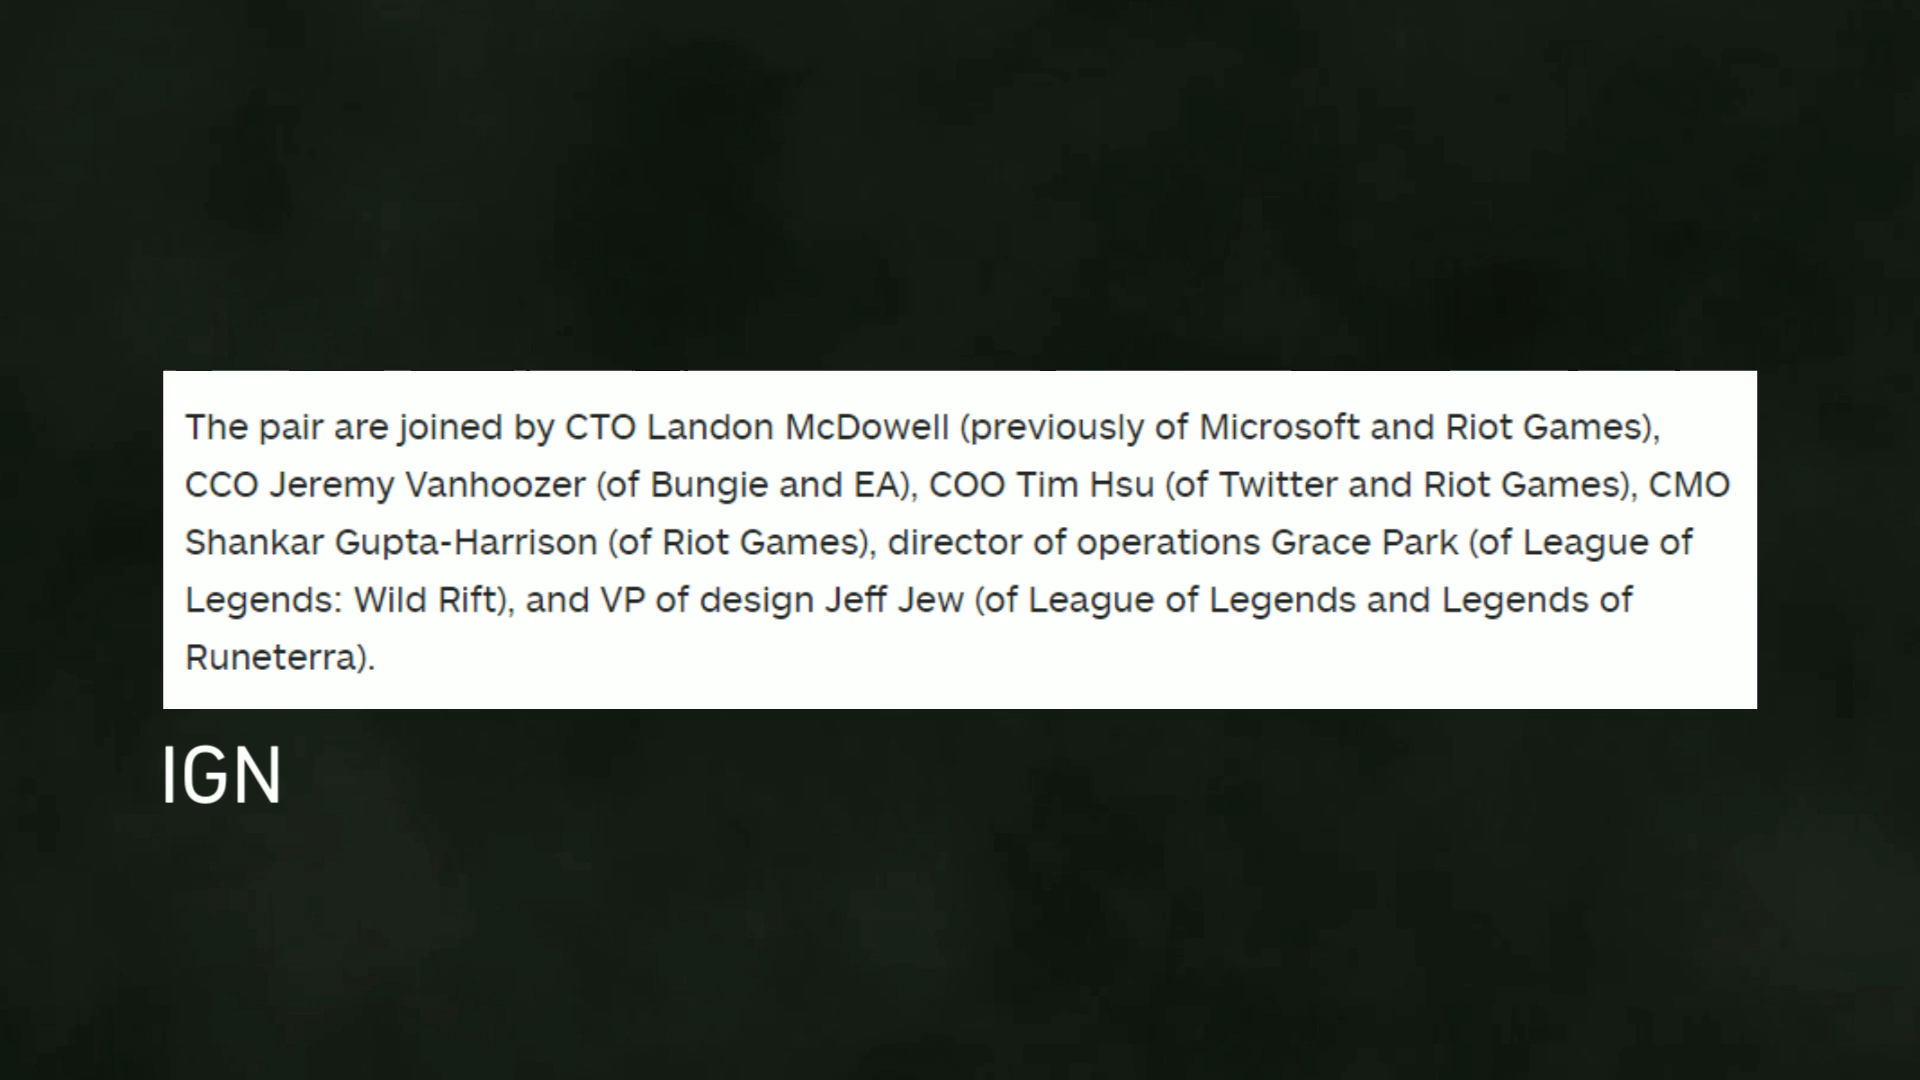 The pair are joined by CTO Landon McDowell (previously of Microsoft and Riot Games),
CCO Jeremy Vanhoozer (of Bungie and EA), COO Tim Hsu (of Twitter and Riot Games), CMO
Shankar Gupta-Harrison (of Riot Games), director of operations Grace Park (of League of
Legends: Wild Rift), and VP of design Jeff Jew (of League of Legends and Legends of
Runeterra).
IGN